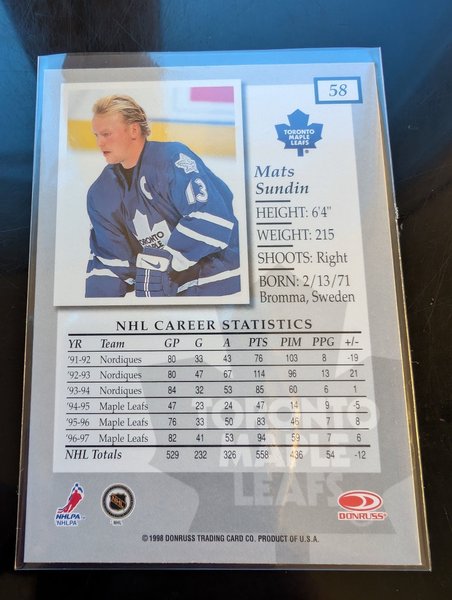 58
TORONTO
MAPLE
LEAFS
Mats
Sundin
HEIGHT: 6'4"
WEIGHT: 215
SHOOTS: Right
BORN: 2/13/71
Bromma, Sweden
C
13
TORONTO
MAPLE
NHL CAREER STATISTICS
YR Team GP G A PTS PIM PPG +/-
'91-92 Nordiques 80 33 43 76 103 8 -19
'92-93 Nordiques 80 47 67 114 96 13 21
'93-94 Nordiques 84 32 53 85 60 6 1
'94-95 Maple Leafs 47 23 24 47 14 9 -5
'95-96 Maple Leafs 76 33 50 83 46 7 8
'96-97 Maple Leafs 82 41 53 94 59 7 6
NHL Totals 529 232 326 558 436 54 -12
TORONTO
MAPLE
LEAFS
NHLPA
NHLPA
NHL
DONRUSS
©1998 DONRUSS TRADING CARD CO. PRODUCT OF U.S.A.